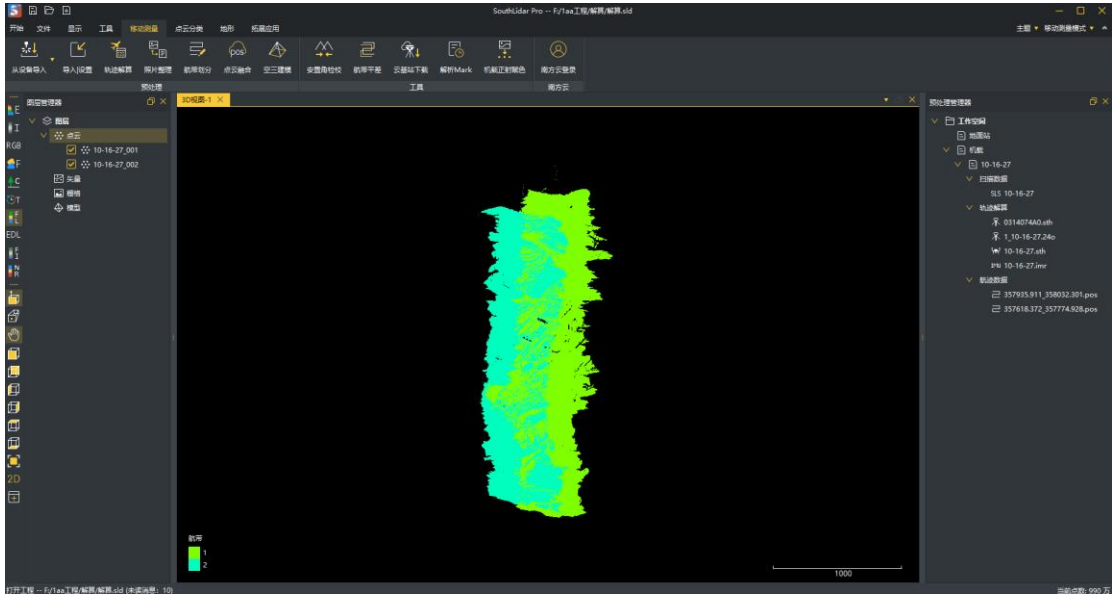 SouthLidar Pro -- F:/1aa工程/解算/解算.sld
开始 文件 显示 工具 移动测量 点云分类 地形 拓展应用 主题 移动测量模式
从设备导入 导入|设置 轨迹解算 照片整理 航带划分 点云融合 空三建模 安置角检校 航带平差 云基站下载 解析Mark 机载正射赋色 南方云登录
预处理 工具 南方云
图层管理器
3D视图-1
预处理管理器
图层
点云
10-16-27_001
10-16-27_002
矢量
栅格
模型
E
I
RGB
F
C
T
F L
EDL
F I
N R
2D
工作空间
地面站
机载
10-16-27
扫描数据
SLS 10-16-27
轨迹解算
0314074A0.sth
1_10-16-27.24o
10-16-27.sth
IMU 10-16-27.imr
航迹数据
357935.911_358032.301.pos
357618.372_357774.928.pos
航带
1
2
1000
打开工程 -- F:/1aa工程/解算/解算.sld (未读消息: 10)
当前点数: 990 万